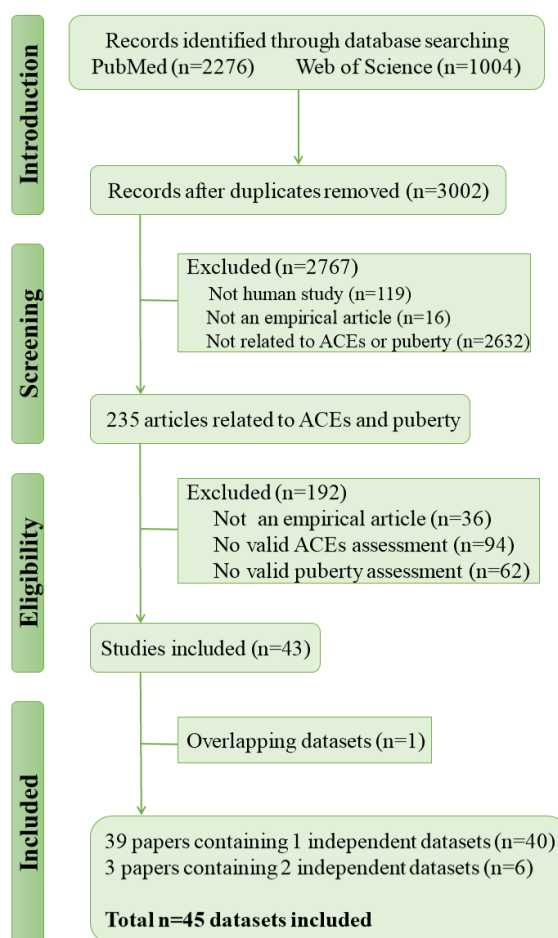 Introduction
Records identified through database searching
PubMed (n=2276) Web of Science (n=1004)
Records after duplicates removed (n=3002)
Screening
Excluded (n=2767)
Not human study (n=119)
Not an empirical article (n=16)
Not related to ACEs or puberty (n=2632)
235 articles related to ACEs and puberty
Eligibility
Excluded (n=192)
Not an empirical article (n=36)
No valid ACEs assessment (n=94)
No valid puberty assessment (n=62)
Studies included (n=43)
Included
Overlapping datasets (n=1)
39 papers containing 1 independent datasets (n=40)
3 papers containing 2 independent datasets (n=6)
Total n=45 datasets included